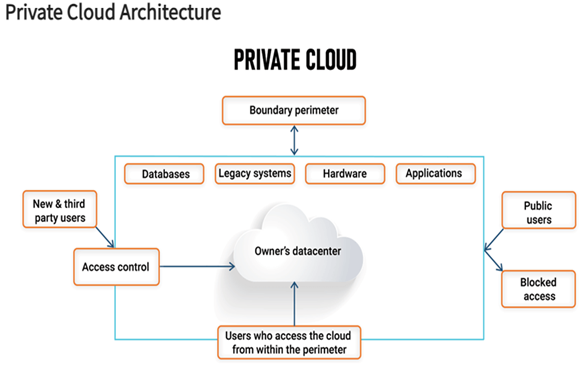 Private Cloud Architecture
PRIVATE CLOUD
Boundary perimeter
Databases
Legacy systems
Hardware
Applications
New & third
party users
Public
users
Access control
Owner's datacenter
Blocked
access
Users who access the cloud
from within the perimeter